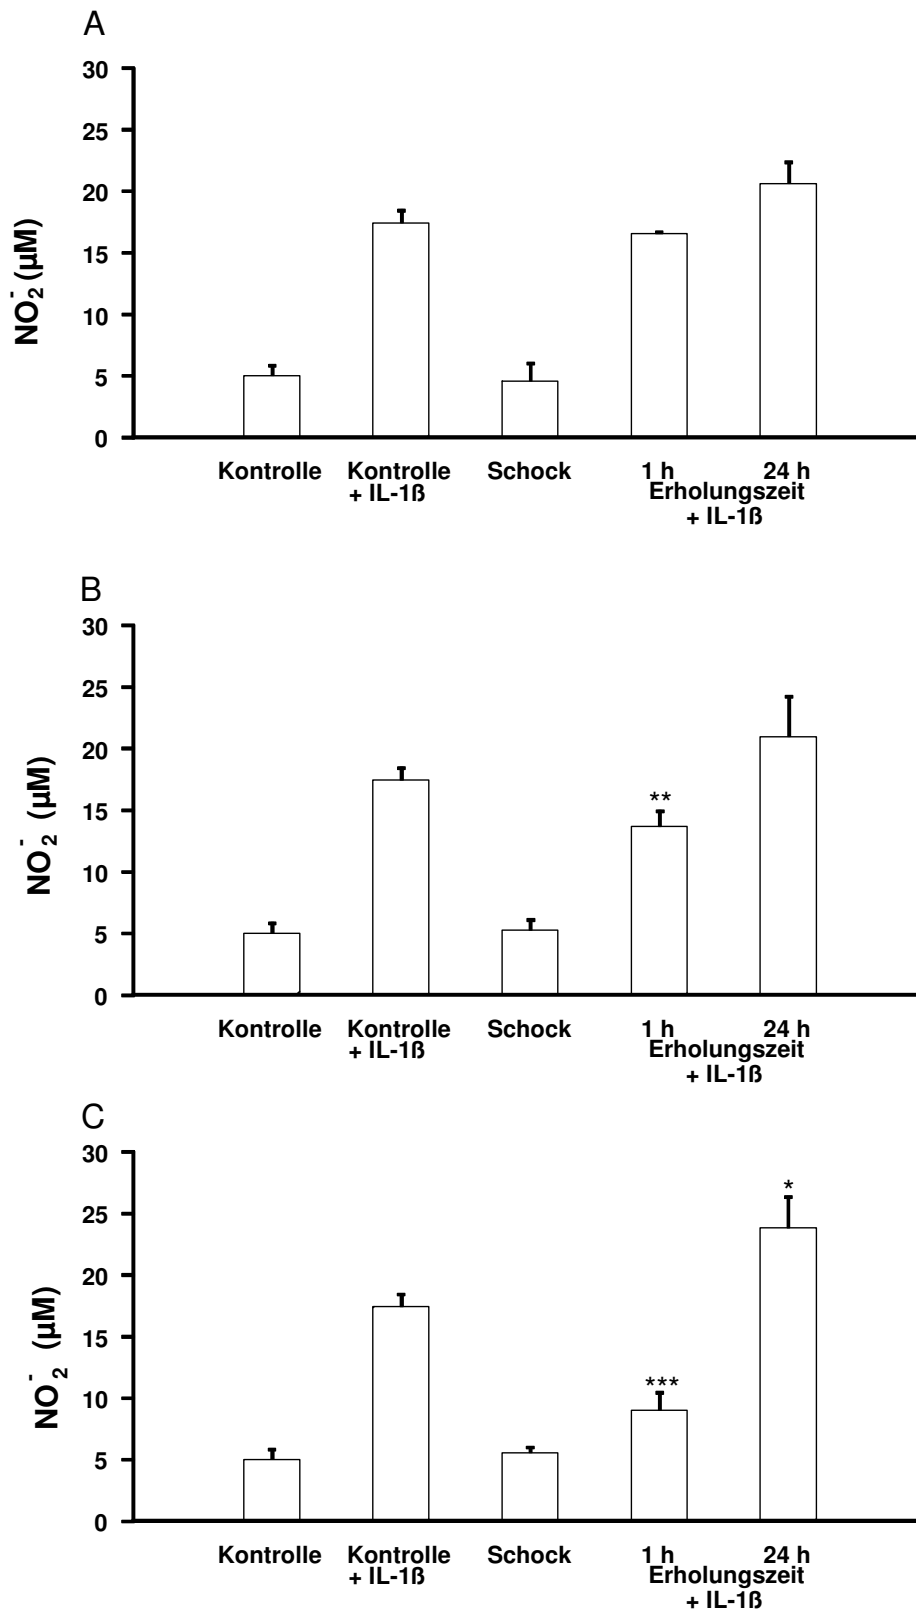 A
30
25
20
15
10
5
0
NO₂⁻ (µM)
Kontrolle Kontrolle Schock 1 h 24 h
+ IL-1ß Erholungszeit
+ IL-1ß
B
30
25
20
15
10
5
0
NO₂⁻ (µM)
**
Kontrolle Kontrolle Schock 1 h 24 h
+ IL-1ß Erholungszeit
+ IL-1ß
C
30
25
20
15
10
5
0
NO₂⁻ (µM)
***
*
Kontrolle Kontrolle Schock 1 h 24 h
+ IL-1ß Erholungszeit
+ IL-1ß